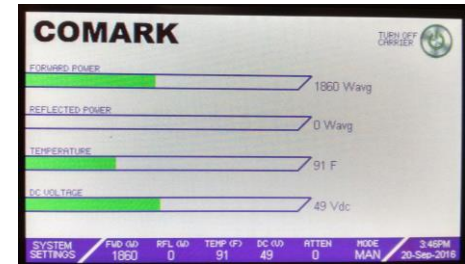 COMARK
TURN OFF
CARRIER
FORWARD POWER
1860 Wavg
REFLECTED POWER
0 Wavg
TEMPERATURE
91 F
DC VOLTAGE
49 Vdc
SYSTEM SETTINGS
FWD (W) RFL (W) TEMP (F) DC (V) ATTEN MODE 3:46PM
1860 0 91 49 0 MAN 20-Sep-2016